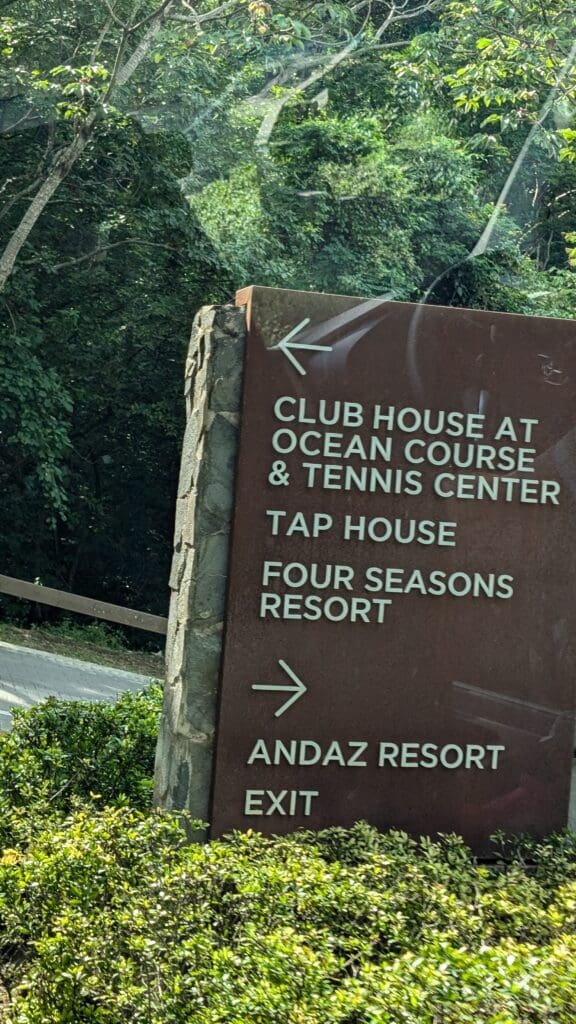 CLUB HOUSE AT
OCEAN COURSE
& TENNIS CENTER
TAP HOUSE
FOUR SEASONS
RESORT
ANDAZ RESORT
EXIT